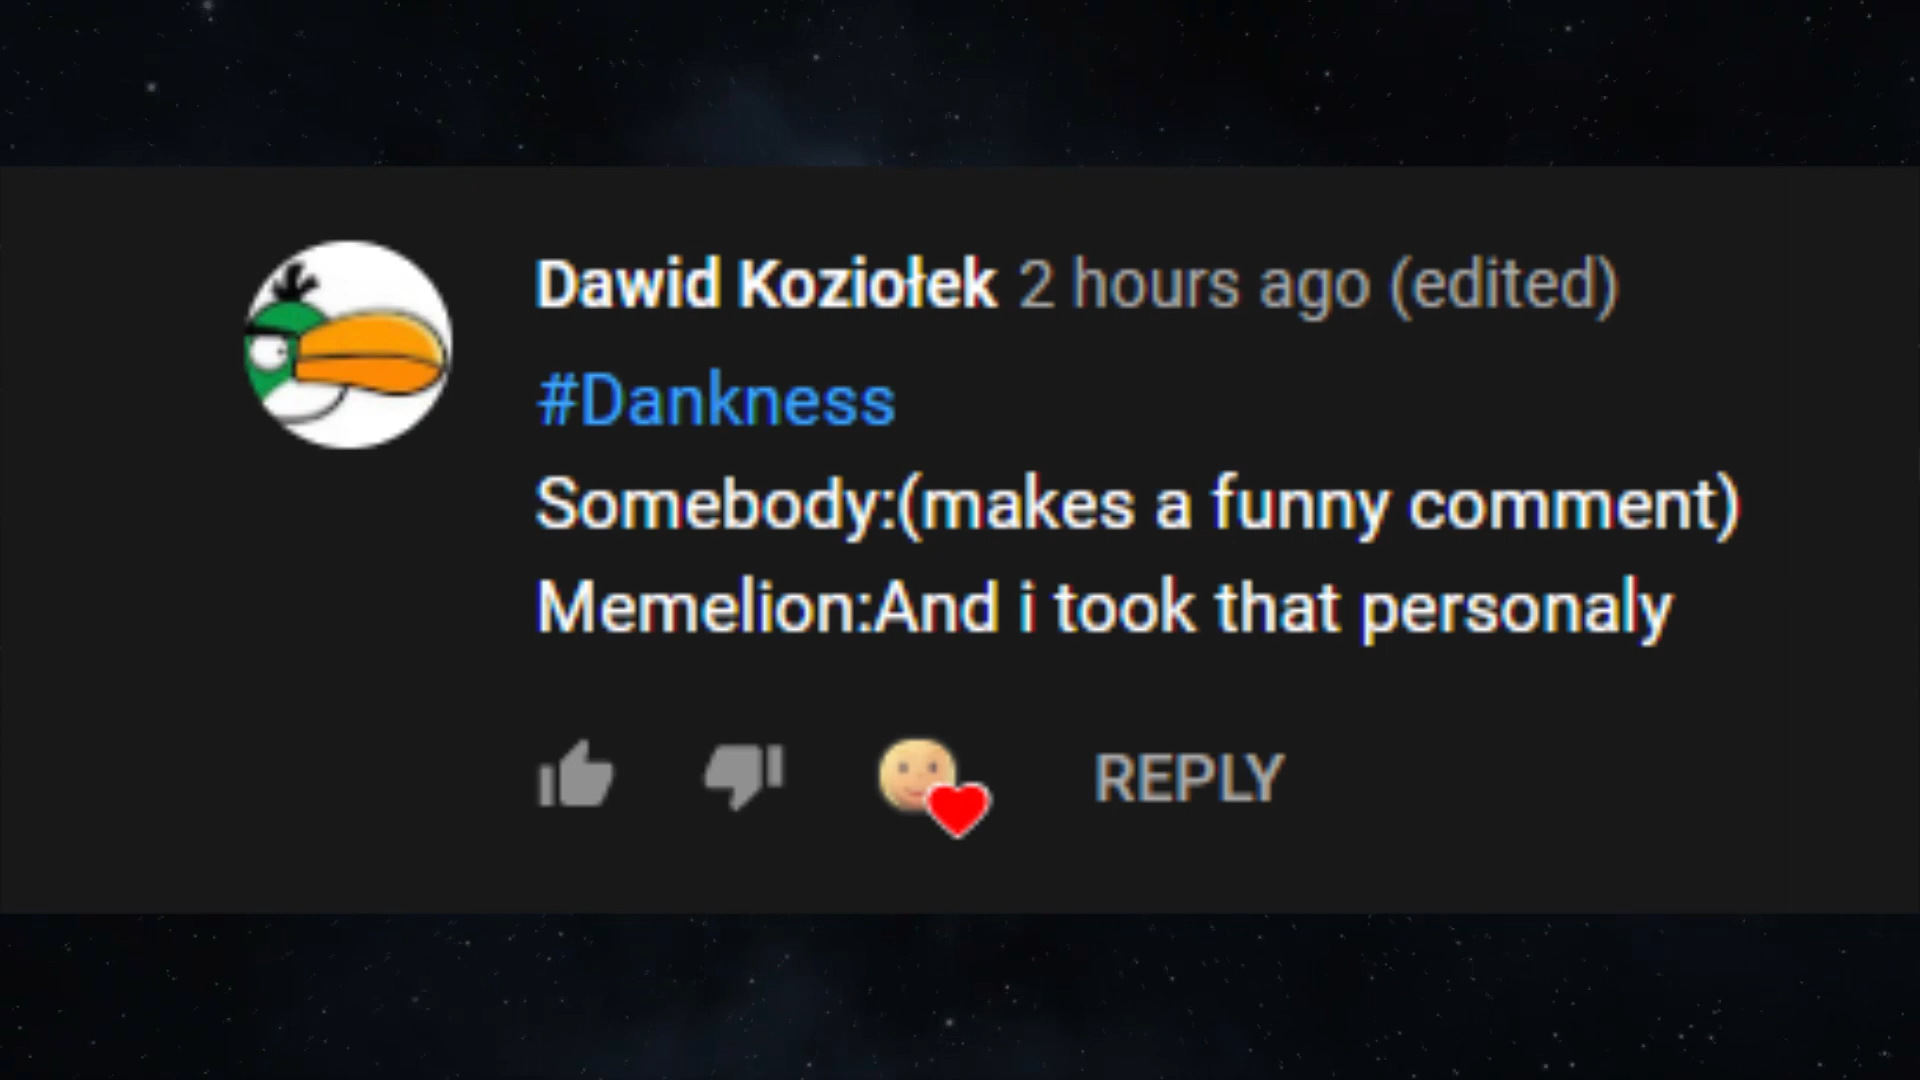 Dawid Koziołek 2 hours ago (edited)
#Dankness
Somebody:(makes a funny comment)
Memelion:And i took that personaly
REPLY